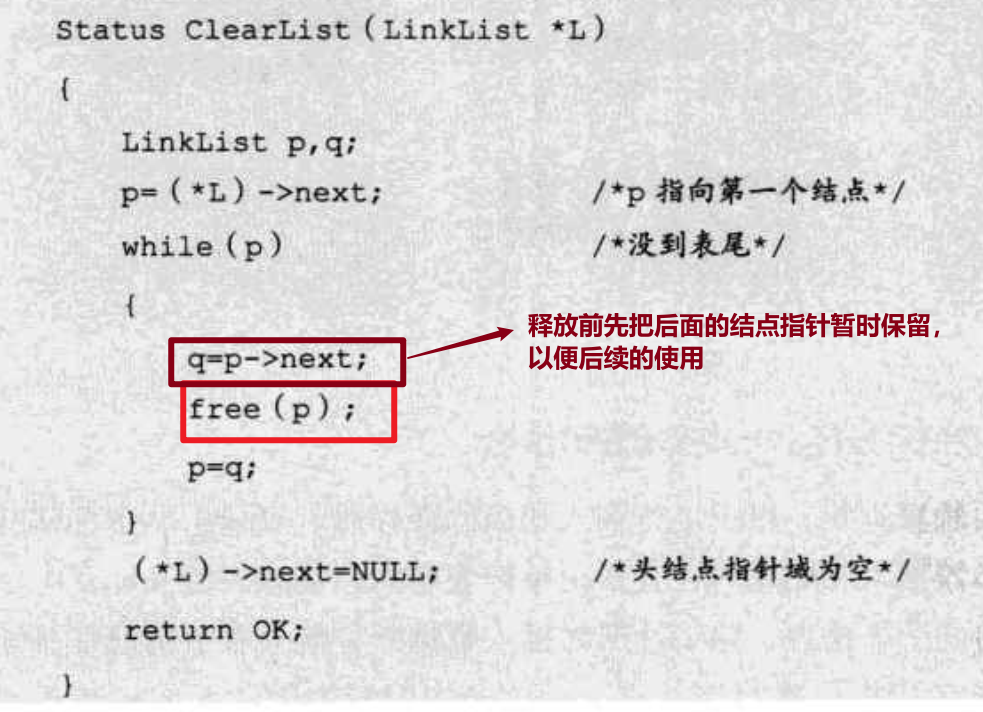 Status ClearList(LinkList *L)
{
LinkList p,q;
p=(*L)->next; /*p 指向第一个结点*/
while(p) /*没到表尾*/
{
释放前先把后面的结点指针暂时保留，
q=p->next; 以便后续的使用
free(p);
p=q;
}
(*L)->next=NULL; /*头结点指针域为空*/
return OK;
}